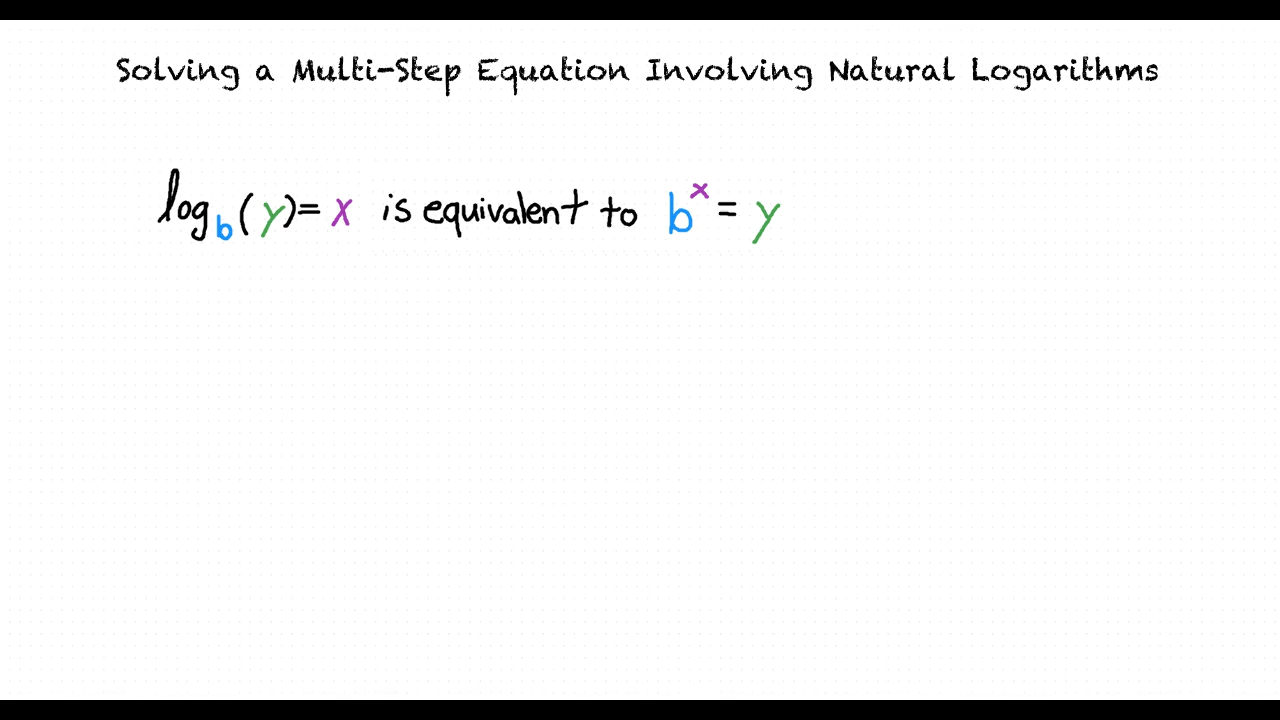 Solving a Multi-Step Equation Involving Natural Logarithms
log_b(y) = x is equivalent to b^x = y